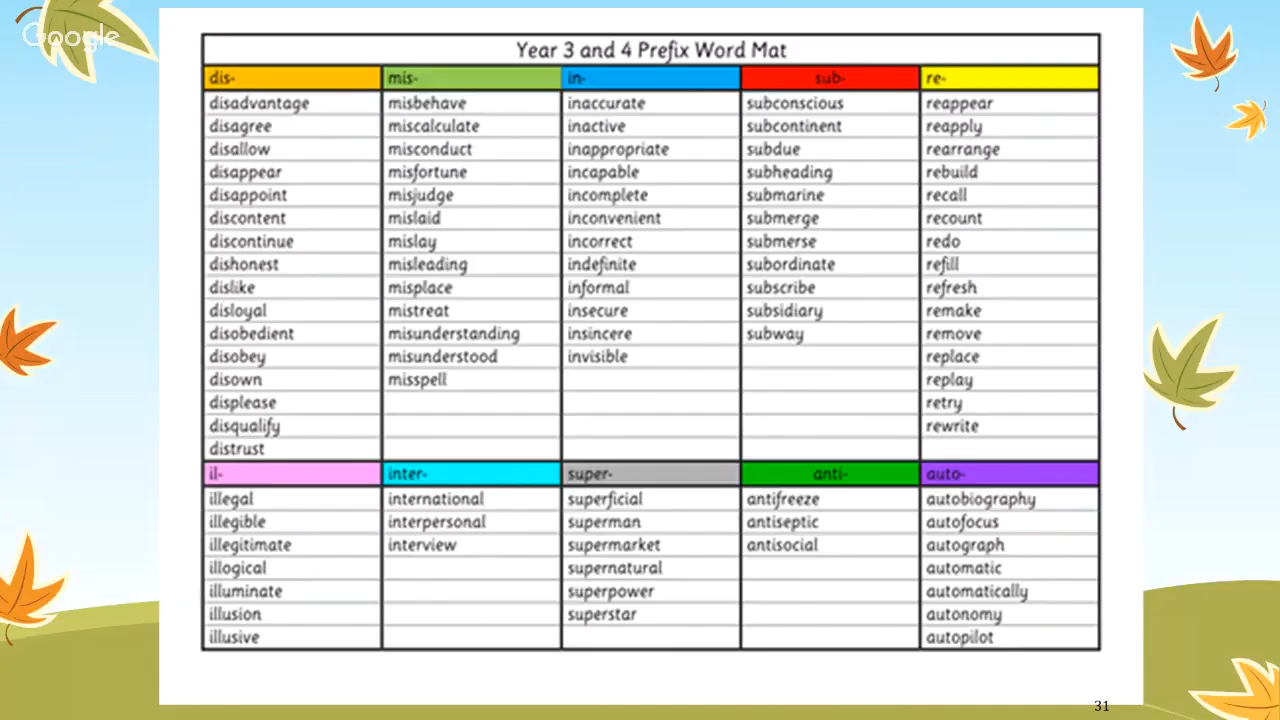 Google
Year 3 and 4 Prefix Word Mat
dis- mis- in- sub- re-
disadvantage misbehave inaccurate subconscious reappear
disagree miscalculate inactive subcontinent reapply
disallow misconduct inappropriate subdue rearrange
disappear misfortune incapable subheading rebuild
disappoint misjudge incomplete submarine recall
discontent mislaid inconvenient submerge recount
discontinue mislay incorrect submerse redo
dishonest misleading indefinite subordinate refill
dislike misplace informal subscribe refresh
disloyal mistreat insecure subsidiary remake
disobedient misunderstanding insincere subway remove
disobey misunderstood invisible replace
disown misspell replay
displease retry
disqualify rewrite
distrust
il- inter- super- anti- auto-
illegal international superficial antifreeze autobiography
illegible interpersonal superman antiseptic autofocus
illegitimate interview supermarket antisocial autograph
illogical supernatural automatic
illuminate superpower automatically
illusion superstar autonomy
illusive autopilot
31